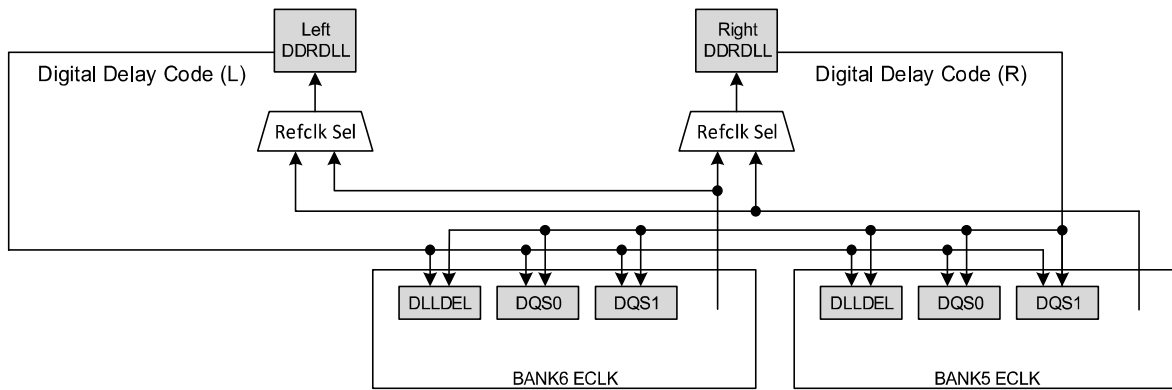 Left
DDRDLL
Right
DDRDLL
Digital Delay Code (L)
Digital Delay Code (R)
Refclk Sel
Refclk Sel
DLLDEL
DQS0
DQS1
DLLDEL
DQS0
DQS1
BANK6 ECLK
BANK5 ECLK